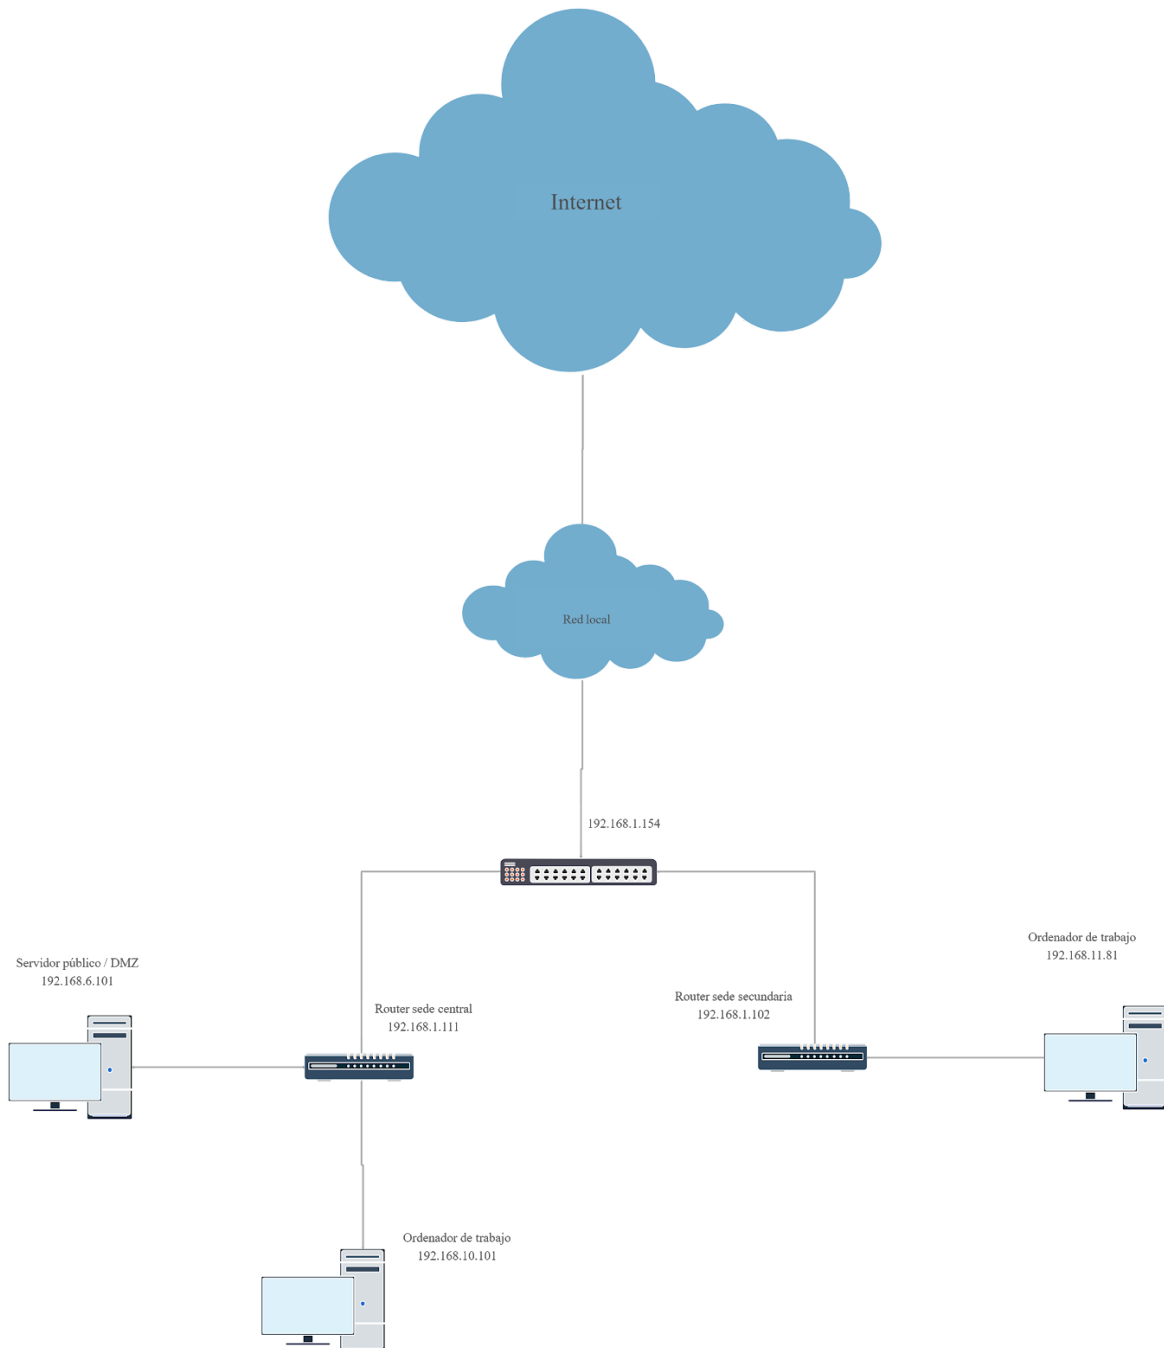 Internet
Red local
192.168.1.154
Servidor público / DMZ
192.168.6.101
Router sede central
192.168.1.111
Router sede secundaria
192.168.1.102
Ordenador de trabajo
192.168.11.81
Ordenador de trabajo
192.168.10.101